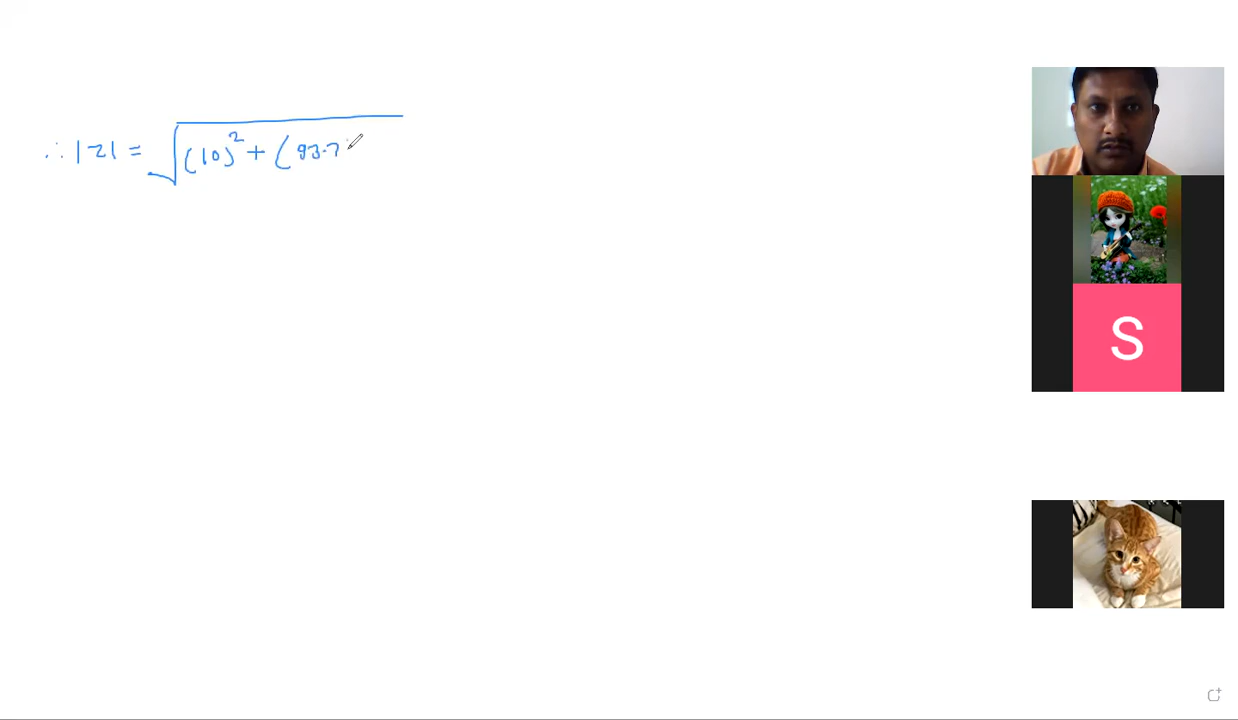 ∴ |z| = √(10)² + (93.7
S